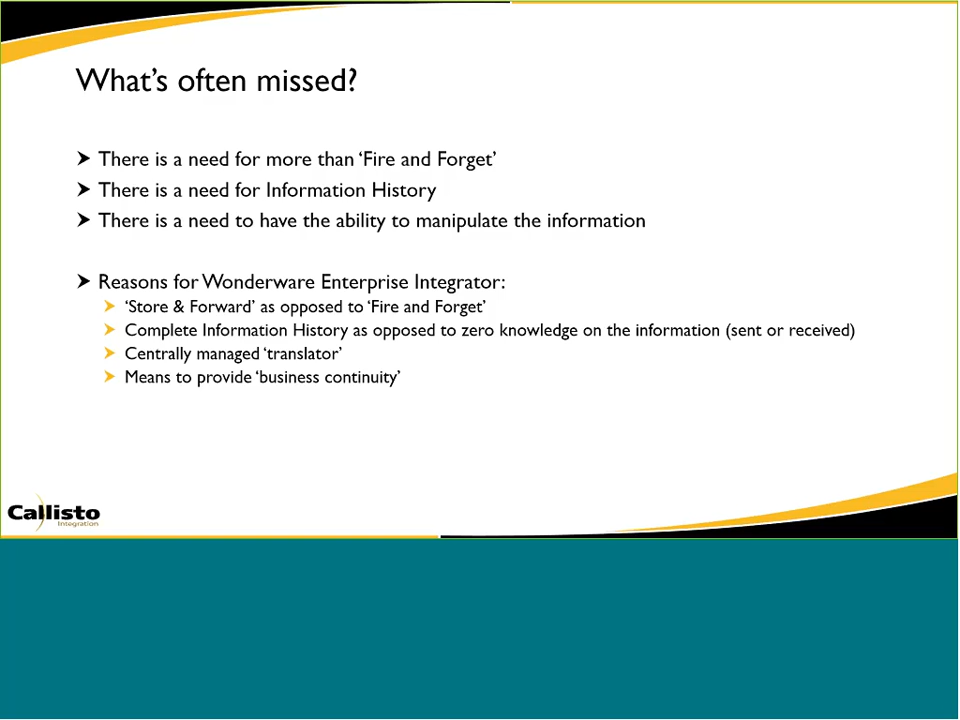 What's often missed?
There is a need for more than 'Fire and Forget'
There is a need for Information History
There is a need to have the ability to manipulate the information
Reasons for Wonderware Enterprise Integrator:
'Store & Forward' as opposed to 'Fire and Forget'
Complete Information History as opposed to zero knowledge on the information (sent or received)
Centrally managed 'translator'
Means to provide 'business continuity'
Callisto
Integration